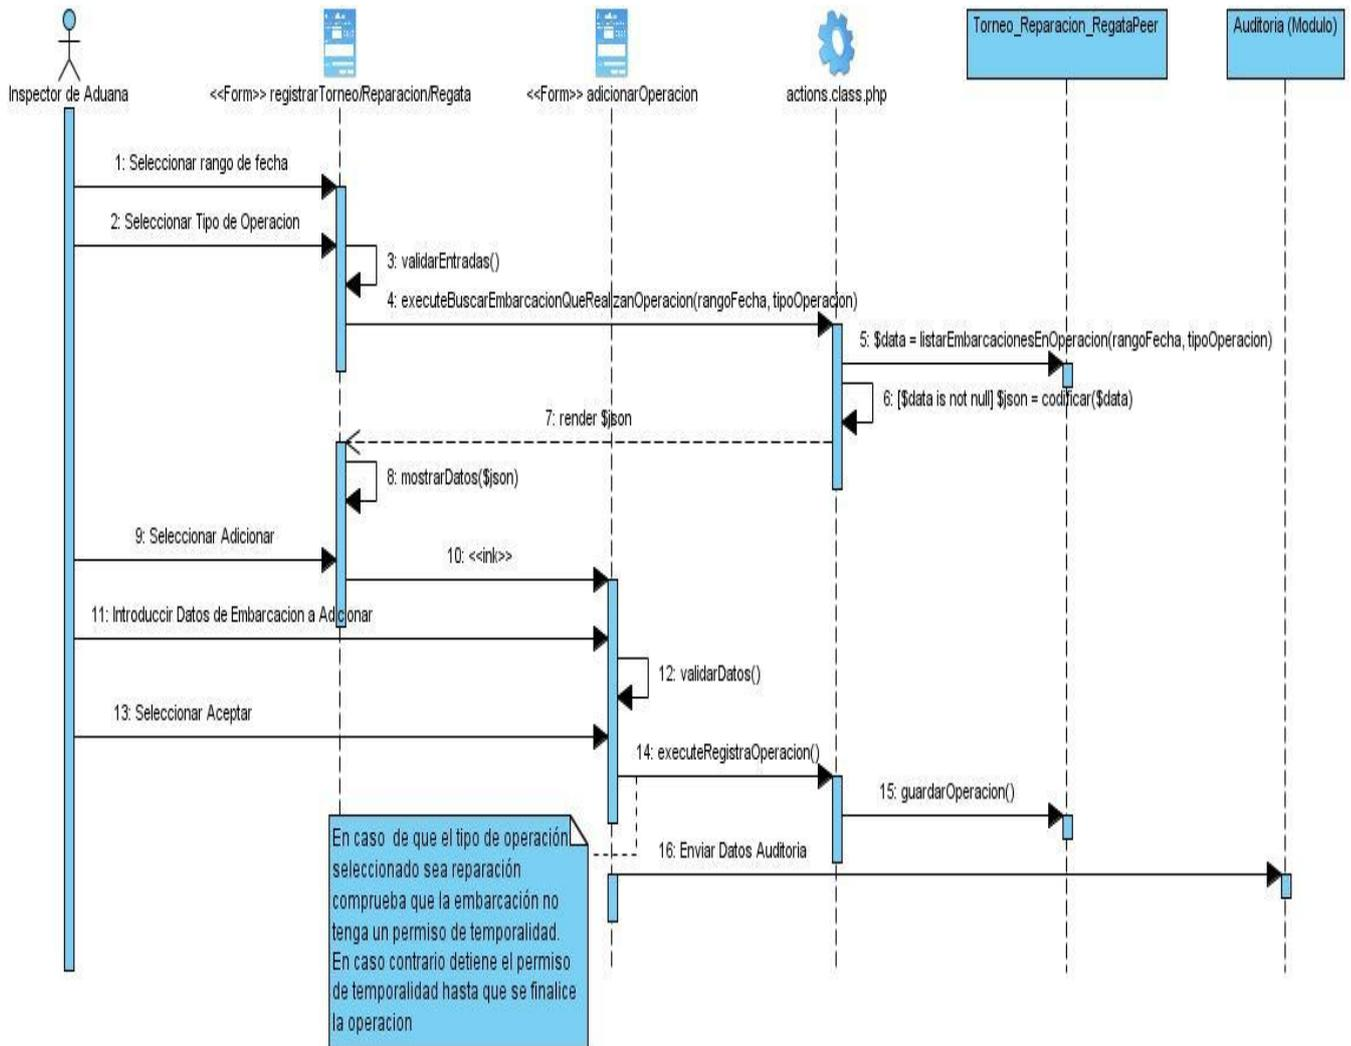 Torneo_Reparacion_RegataPeer
Auditoria (Modulo)
Inspector de Aduana
<<Form>> registrarTorneo/Reparacion/Regata
<<Form>> adicionarOperacion
actions.class.php
1: Seleccionar rango de fecha
2: Seleccionar Tipo de Operacion
3: validarEntradas()
4: executeBuscarEmbarcacionQueRealizanOperacion(rangoFecha, tipoOperacion)
5: $data = listarEmbarcacionesEnOperacion(rangoFecha, tipoOperacion)
6: [$data is not null] $json = codificar($data)
7: render $json
8: mostrarDatos($json)
9: Seleccionar Adicionar
10: <<ink>>
11: Introduccir Datos de Embarcacion a Adicionar
12: validarDatos()
13: Seleccionar Aceptar
14: executeRegistraOperacion()
15: guardarOperacion()
16: Enviar Datos Auditoria
En caso de que el tipo de operación
seleccionado sea reparación
comprueba que la embarcación no
tenga un permiso de temporalidad.
En caso contrario detiene el permiso
de temporalidad hasta que se finalice
la operacion